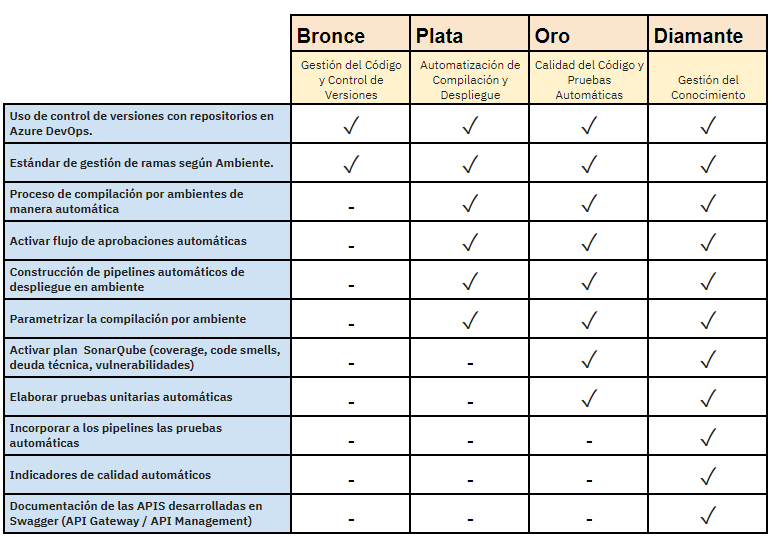 Bronce Plata Oro Diamante
Gestión del Código y Control de Versiones Automatización de Compilación y Despliegue Calidad del Código y Pruebas Automáticas Gestión del Conocimiento
Uso de control de versiones con repositorios en
Azure DevOps. ✓ ✓ ✓ ✓
Estándar de gestión de ramas según Ambiente. ✓ ✓ ✓ ✓
Proceso de compilación por ambientes de
manera automática - ✓ ✓ ✓
Activar flujo de aprobaciones automáticas - ✓ ✓ ✓
Construcción de pipelines automáticos de
despliegue en ambiente - ✓ ✓ ✓
Parametrizar la compilación por ambiente - ✓ ✓ ✓
Activar plan SonarQube (coverage, code smells,
deuda técnica, vulnerabilidades) - - ✓ ✓
Elaborar pruebas unitarias automáticas - - ✓ ✓
Incorporar a los pipelines las pruebas
automáticas - - - ✓
Indicadores de calidad automáticos - - - ✓
Documentación de las APIS desarrolladas en
Swagger (API Gateway / API Management) - - - ✓